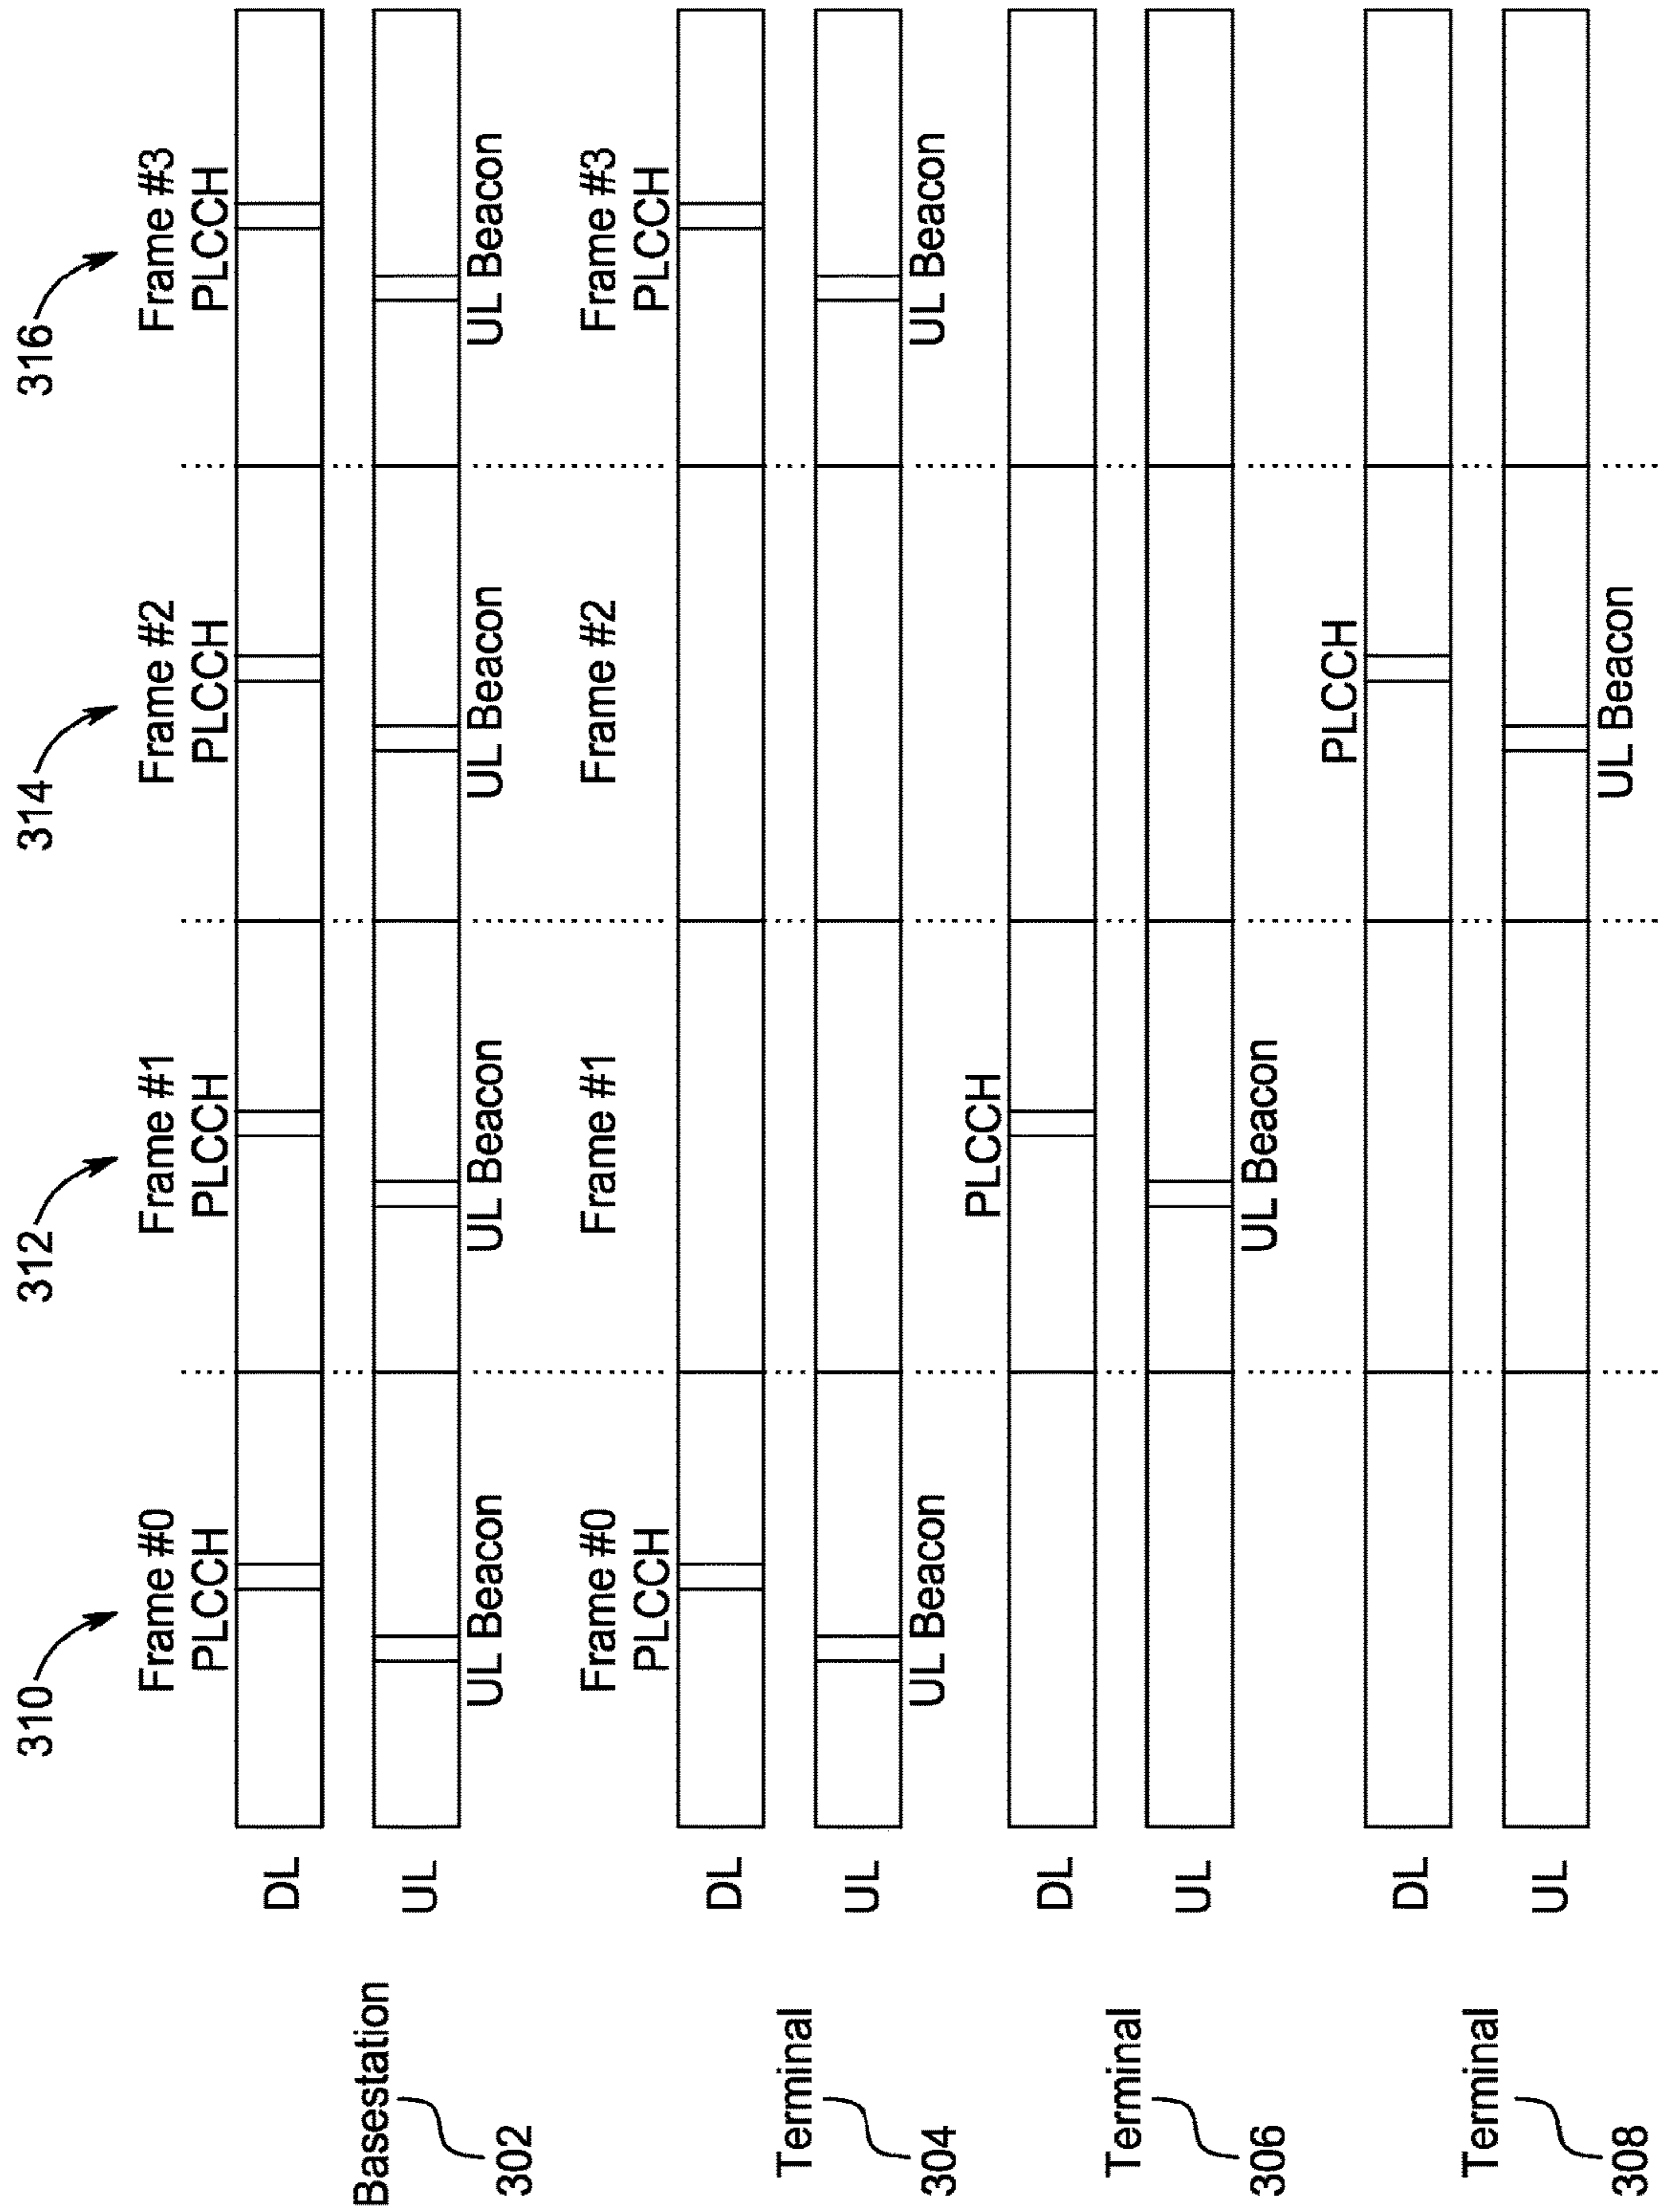 310 312 314 316
Frame #0 Frame #1 Frame #2 Frame #3
PLCCH PLCCH PLCCH PLCCH
DL
Basestation
302
UL
UL Beacon UL Beacon UL Beacon UL Beacon
Frame #0 Frame #1 Frame #2 Frame #3
PLCCH PLCCH
DL
Terminal
304
UL
UL Beacon UL Beacon
PLCCH
DL
Terminal
306
UL
UL Beacon
PLCCH
DL
Terminal
308
UL
UL Beacon